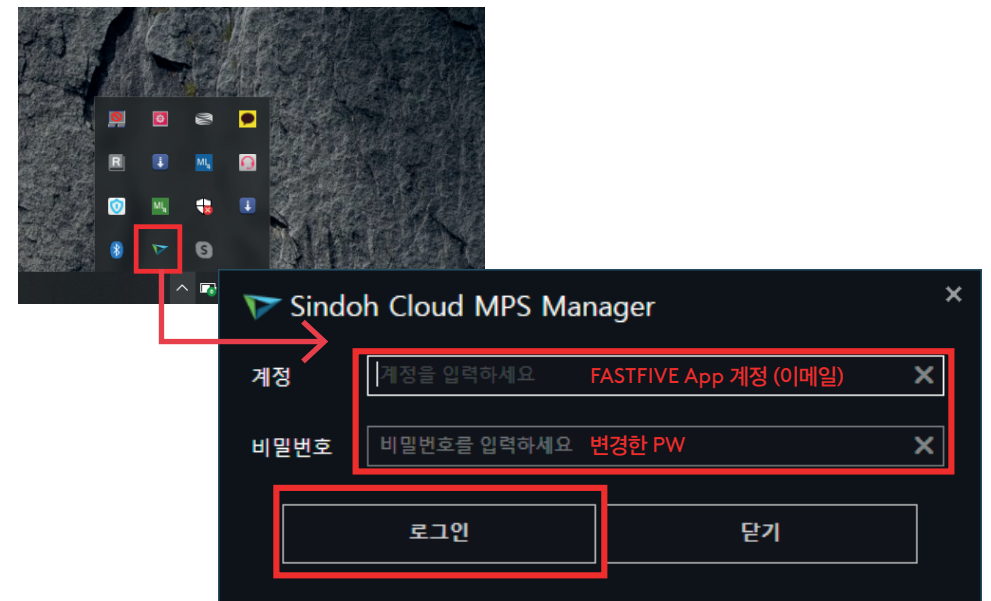 R
MI4
MI4
S
Sindoh Cloud MPS Manager
계정
계정을 입력하세요 FASTFIVE App 계정 (이메일)
비밀번호
비밀번호를 입력하세요 변경한 PW
로그인 닫기